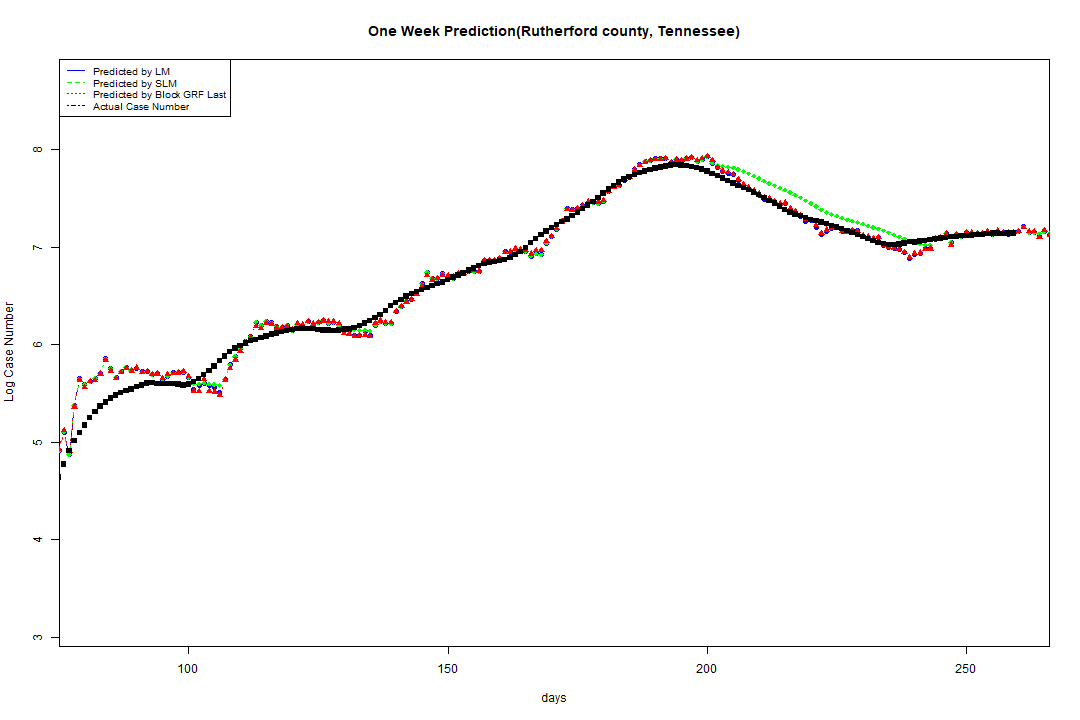 One Week Prediction(Rutherford county, Tennessee)
Predicted by LM
Predicted by SLM
Predicted by Block GRF Last
Actual Case Number
Log Case Number
8
7
6
5
4
3
100 150 200 250
days